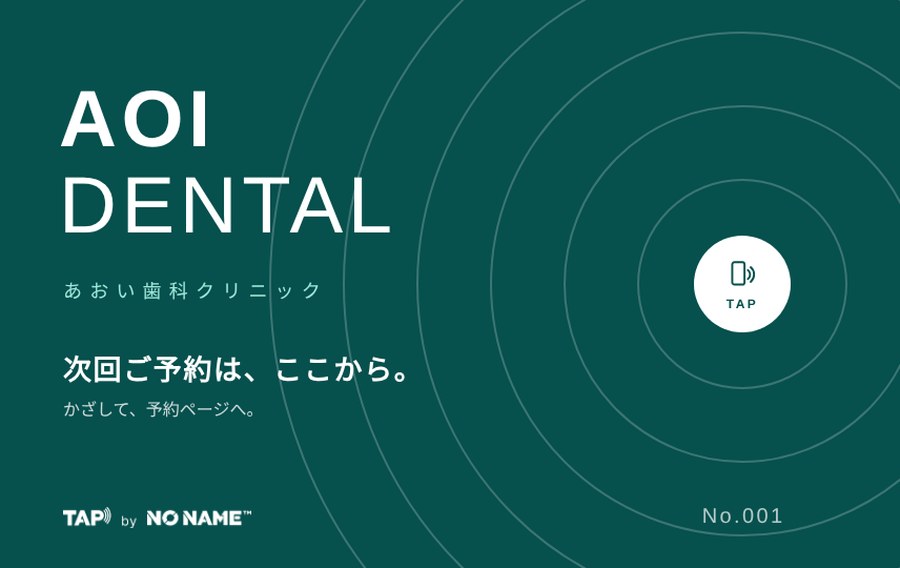 AOI
DENTAL
あおい歯科クリニック
次回ご予約は、ここから。
かざして、予約ページへ。
TAP
TAP by NO NAME™
No.001